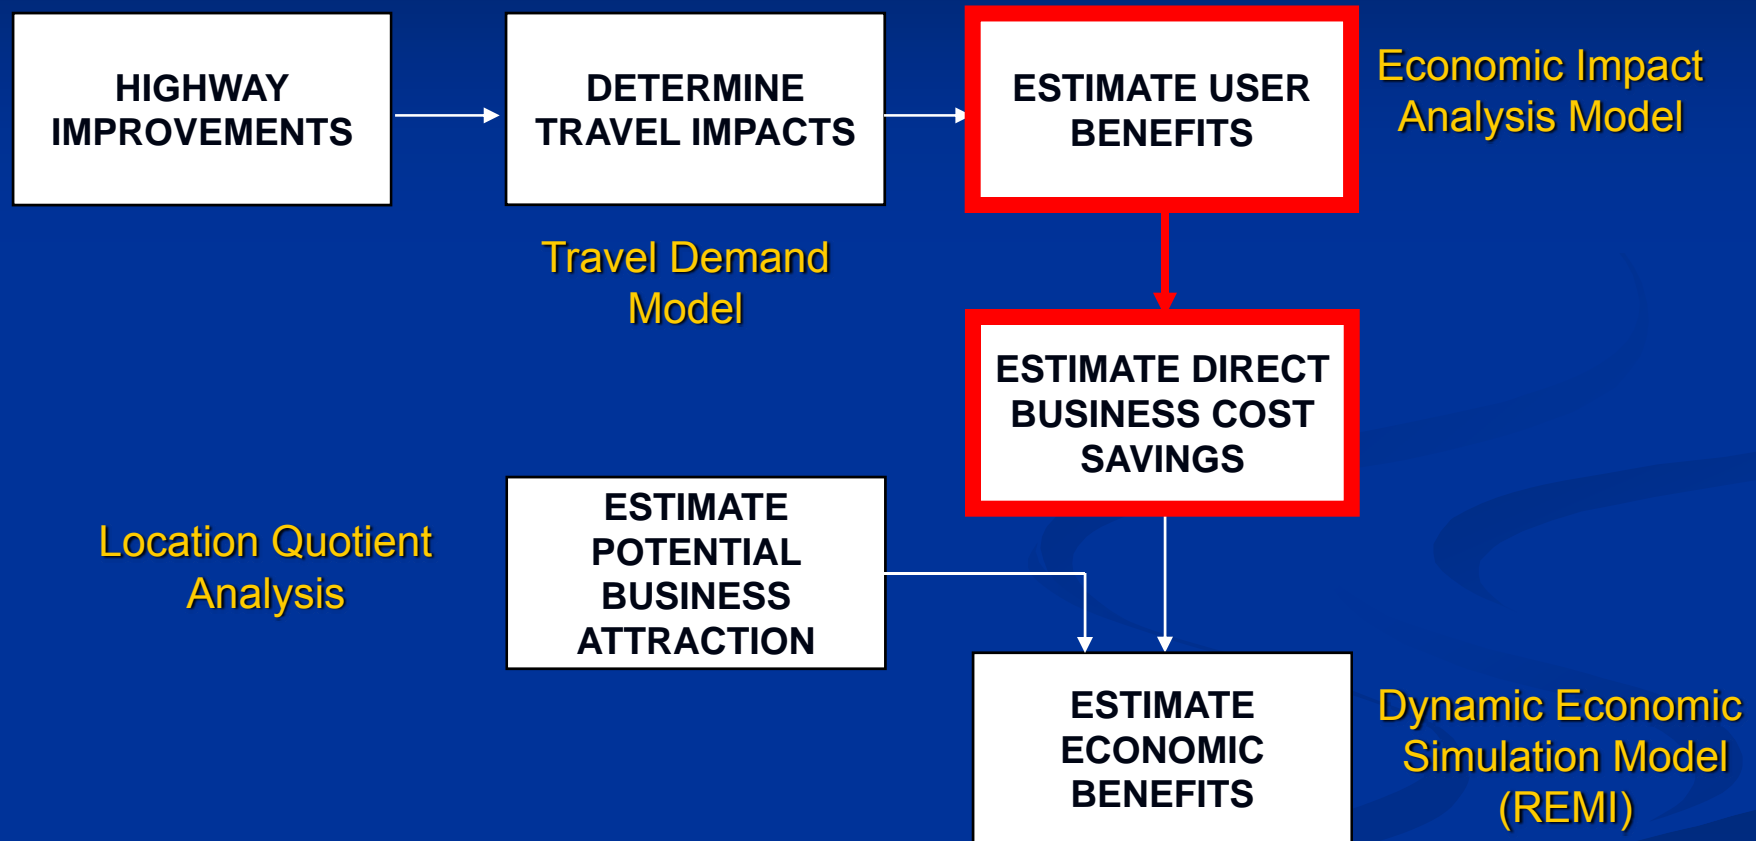 HIGHWAY
IMPROVEMENTS
DETERMINE
TRAVEL IMPACTS
ESTIMATE USER
BENEFITS
Economic Impact
Analysis Model
Travel Demand
Model
ESTIMATE DIRECT
BUSINESS COST
SAVINGS
Location Quotient
Analysis
ESTIMATE
POTENTIAL
BUSINESS
ATTRACTION
ESTIMATE
ECONOMIC
BENEFITS
Dynamic Economic
Simulation Model
(REMI)